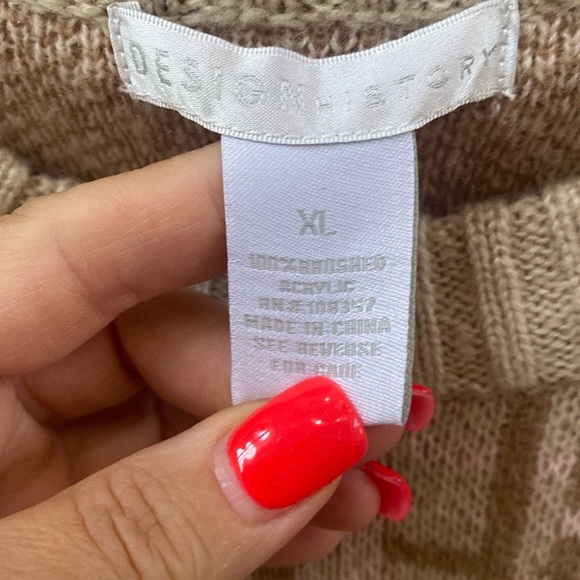 DESIGN HISTORY
XL
100% BRUSHED
ACRYLIC
RN# 108357
MADE IN CHINA
SEE REVERSE
FOR CARE